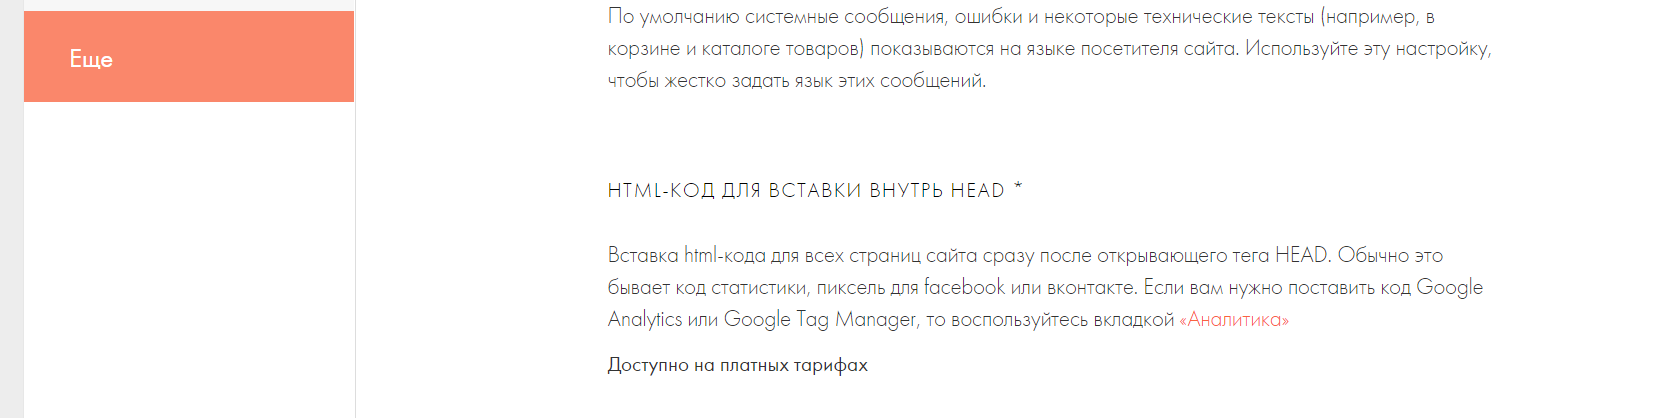 Еще
По умолчанию системные сообщения, ошибки и некоторые технические тексты (например, в
корзине и каталоге товаров) показываются на языке посетителя сайта. Используйте эту настройку,
чтобы жестко задать язык этих сообщений.
HTML-КОД ДЛЯ ВСТАВКИ ВНУТРЬ HEAD *
Вставка html-кода для всех страниц сайта сразу после открывающего тега HEAD. Обычно это
бывает код статистики, пиксель для facebook или вконтакте. Если вам нужно поставить код Google
Analytics или Google Tag Manager, то воспользуйтесь вкладкой «Аналитика»
Доступно на платных тарифах